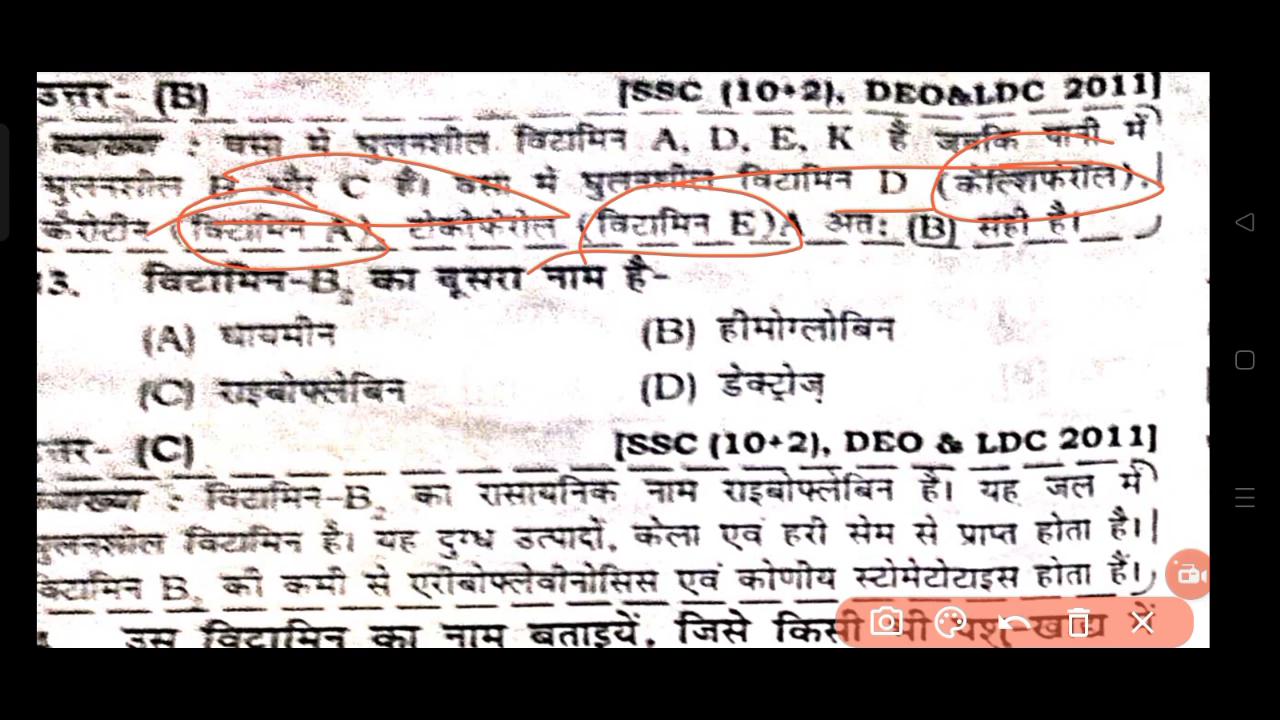 उत्तर- (B) [SSC (10+2), DEO&LDC 2011]
व्याख्या : वसा में घुलनशील विटामिन A, D, E, K है जबकि पानी में
घुलनशील B और C है। वसा में घुलनशील विटामिन D (केल्शिफेरॉल),
कैरोटीन (विटामिन A), टोकोफेरोल (विटामिन E) अतः (B) सही है।
13. विटामिन-B₂ का दूसरा नाम है-
(A) थायमीन (B) हीमोग्लोबिन
(C) राइबोफ्लेबिन (D) डेक्ट्रोज़
त्तर- (C) [SSC (10+2), DEO & LDC 2011]
व्याख्या : विटामिन-B₂ का रासायनिक नाम राइबोफ्लेबिन है। यह जल में
घुलनशील विटामिन है। यह दुग्ध उत्पादों, केला एवं हरी सेम से प्राप्त होता है।
विटामिन B₂ की कमी से एरीबोफ्लेवीनोसिस एवं कोणीय स्टोमेटोटाइस होता है।
उस विटामिन का नाम बताइयें, जिसे किसी भी पशु-खाद्य में